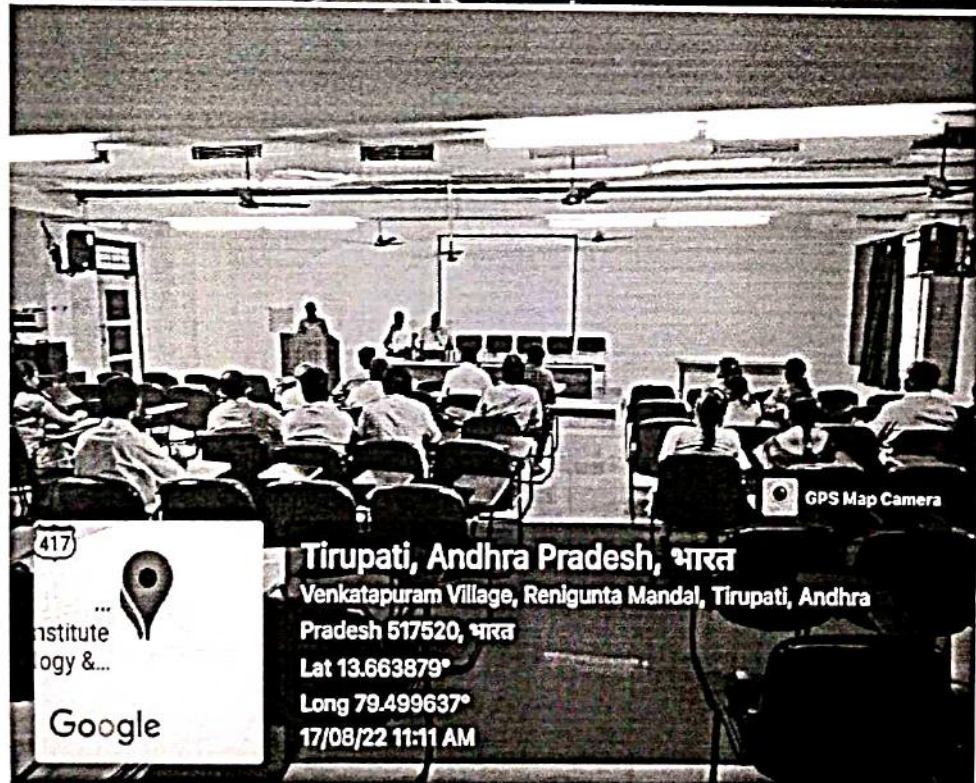 GPS Map Camera
417
...
nstitute
ogy &...
Google
Tirupati, Andhra Pradesh, भारत
Venkatapuram Village, Renigunta Mandal, Tirupati, Andhra
Pradesh 517520, भारत
Lat 13.663879°
Long 79.499637°
17/08/22 11:11 AM